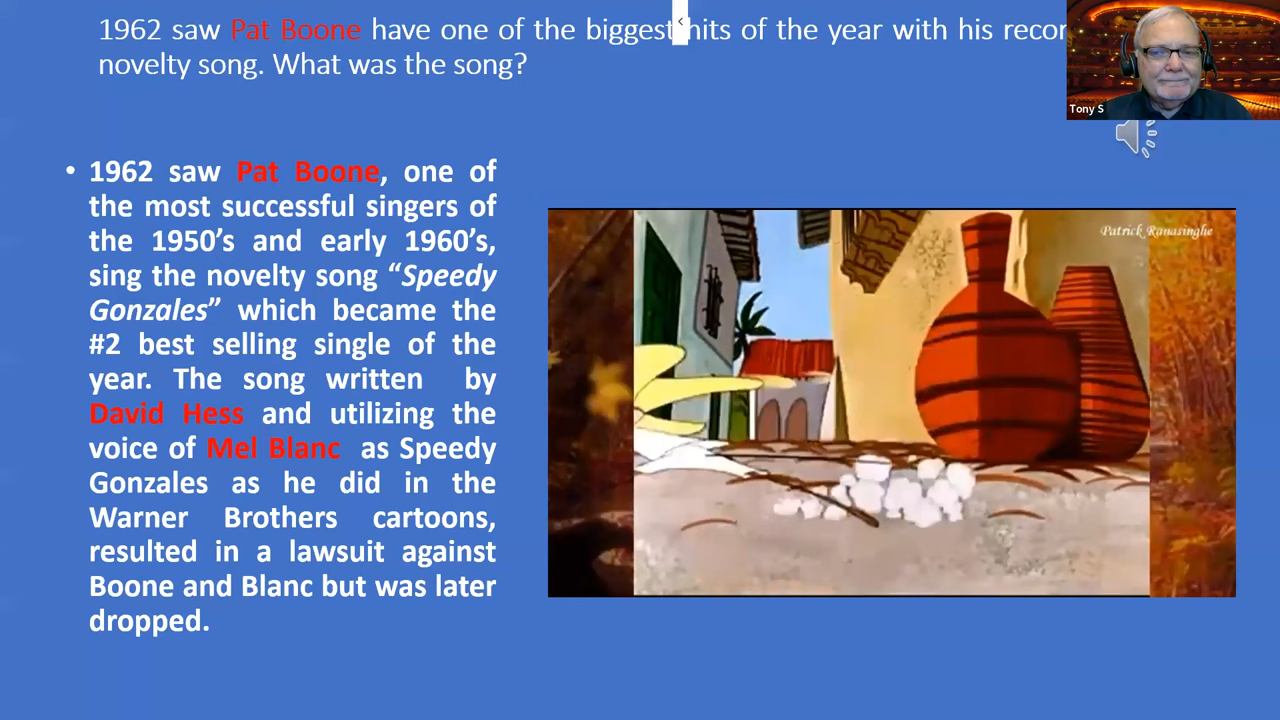 1962 saw Pat Boone have one of the biggest hits of the year with his
novelty song. What was the song?
Tony S
• 1962 saw Pat Boone, one of
the most successful singers of
the 1950’s and early 1960’s,
sing the novelty song “Speedy
Gonzales” which became the
#2 best selling single of the
year. The song written by
David Hess and utilizing the
voice of Mel Blanc as Speedy
Gonzales as he did in the
Warner Brothers cartoons,
resulted in a lawsuit against
Boone and Blanc but was later
dropped.
Patrick Ranasinghe